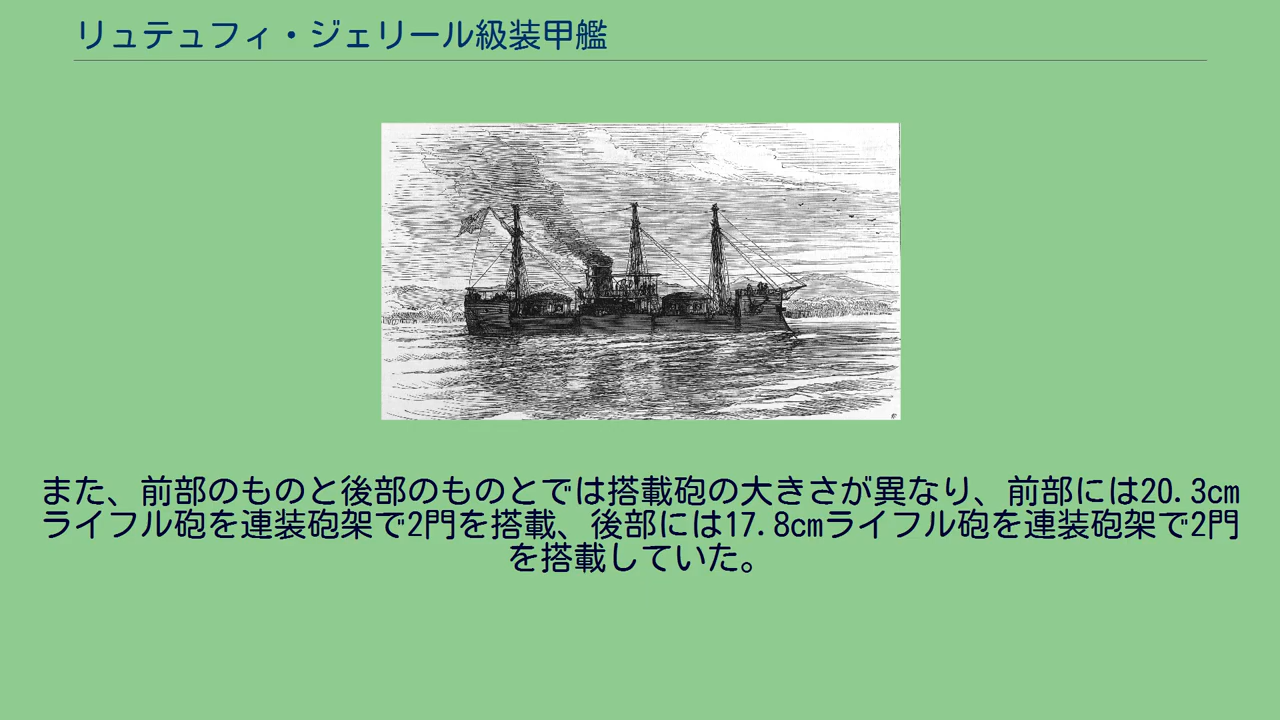 リュテュフィ・ジェリール級装甲艦
また、前部のものと後部のものとでは搭載砲の大きさが異なり、前部には20.3cm
ライフル砲を連装砲架で2門を搭載、後部には17.8cmライフル砲を連装砲架で2門
を搭載していた。